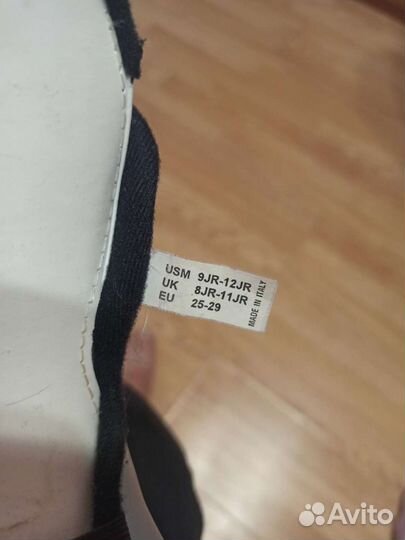 USM 9JR-12JR
UK 8JR-11JR
EU 25-29
MADE IN ITALY
Avito